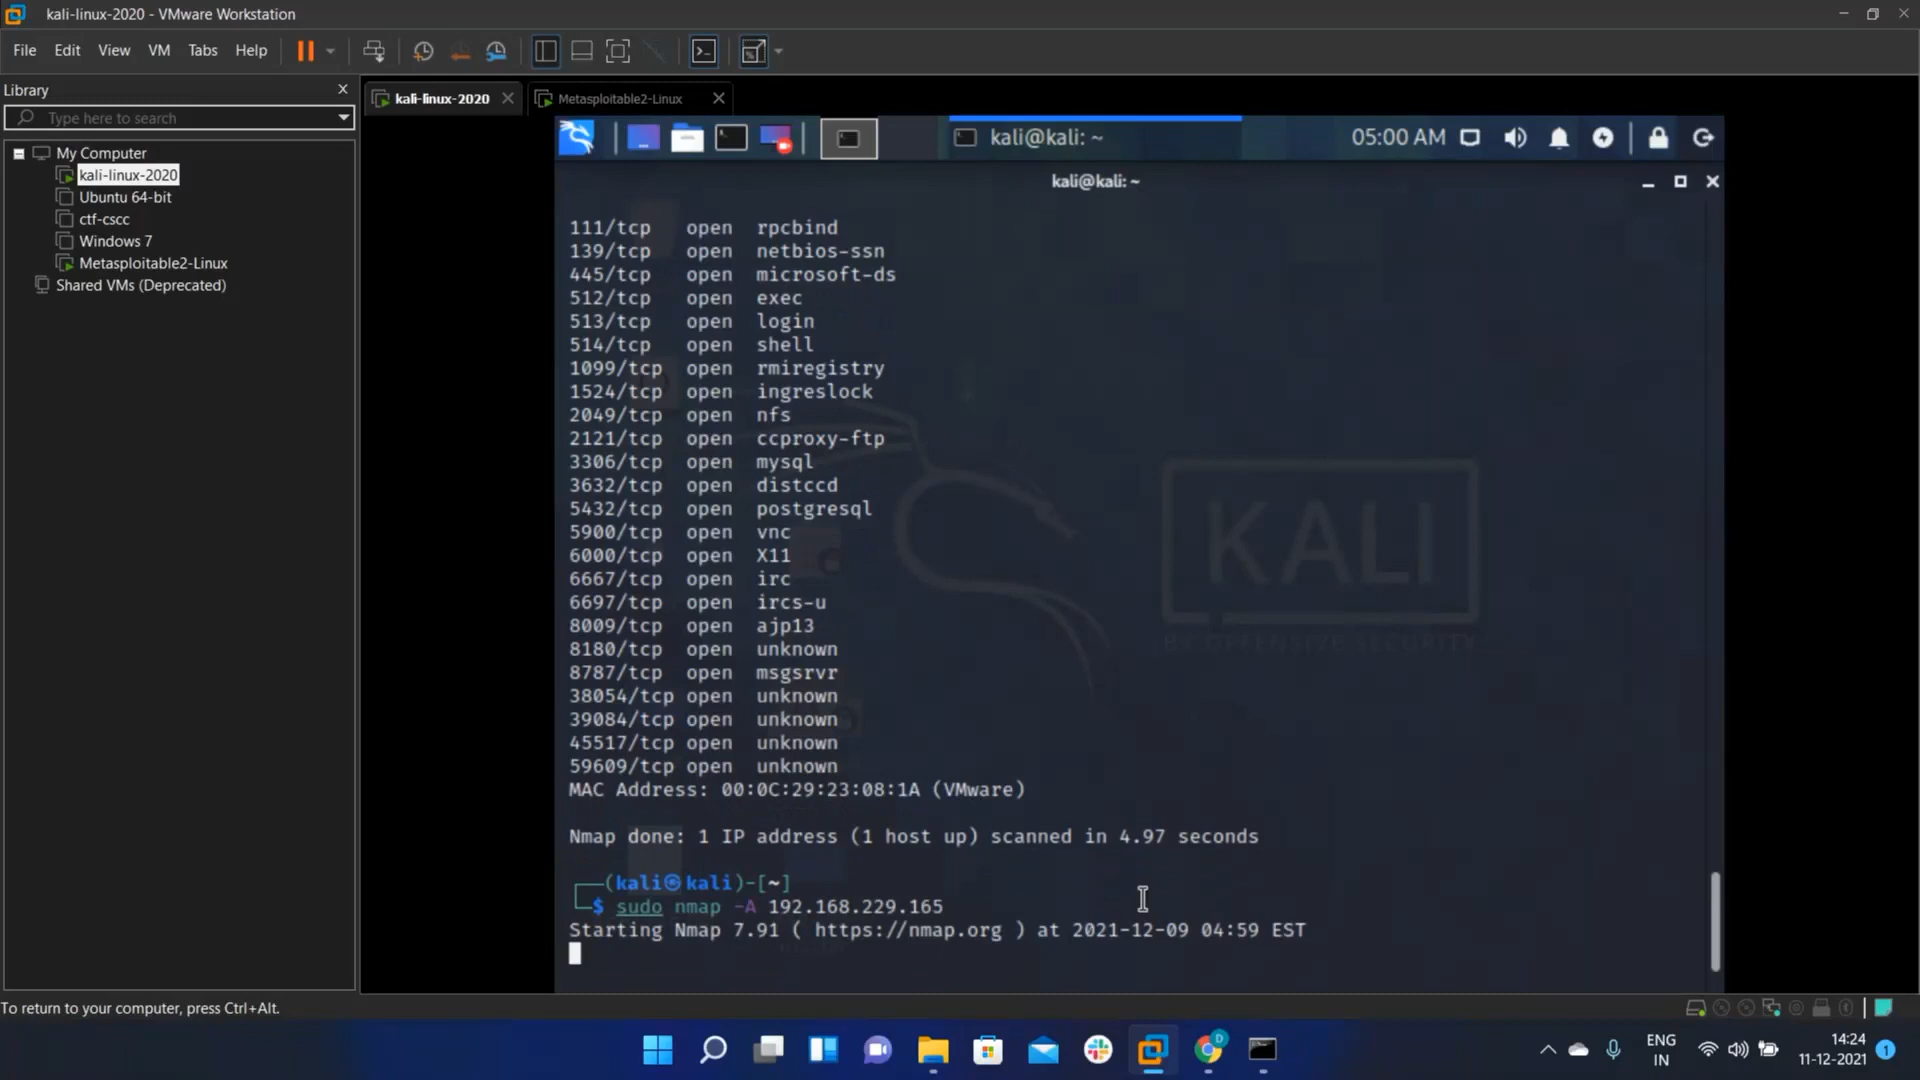 kali-linux-2020 - VMware Workstation
File Edit View VM Tabs Help
Library
Type here to search
My Computer
kali-linux-2020
Ubuntu 64-bit
ctf-cscc
Windows 7
Metasploitable2-Linux
Shared VMs (Deprecated)
kali-linux-2020
Metasploitable2-Linux
kali@kali: ~
05:00 AM
kali@kali: ~
111/tcp open rpcbind
139/tcp open netbios-ssn
445/tcp open microsoft-ds
512/tcp open exec
513/tcp open login
514/tcp open shell
1099/tcp open rmiregistry
1524/tcp open ingreslock
2049/tcp open nfs
2121/tcp open ccproxy-ftp
3306/tcp open mysql
3632/tcp open distccd
5432/tcp open postgresql
5900/tcp open vnc
6000/tcp open X11
6667/tcp open irc
6697/tcp open ircs-u
8009/tcp open ajp13
8180/tcp open unknown
8787/tcp open msgsrvr
38054/tcp open unknown
39084/tcp open unknown
45517/tcp open unknown
59609/tcp open unknown
MAC Address: 00:0C:29:23:08:1A (VMware)
Nmap done: 1 IP address (1 host up) scanned in 4.97 seconds
┌──(kali㉿kali)-[~]
└─$ sudo nmap -A 192.168.229.165
Starting Nmap 7.91 ( https://nmap.org ) at 2021-12-09 04:59 EST
KALI
BY OFFENSIVE SECURITY
To return to your computer, press Ctrl+Alt.
ENG
IN
14:24
11-12-2021
1